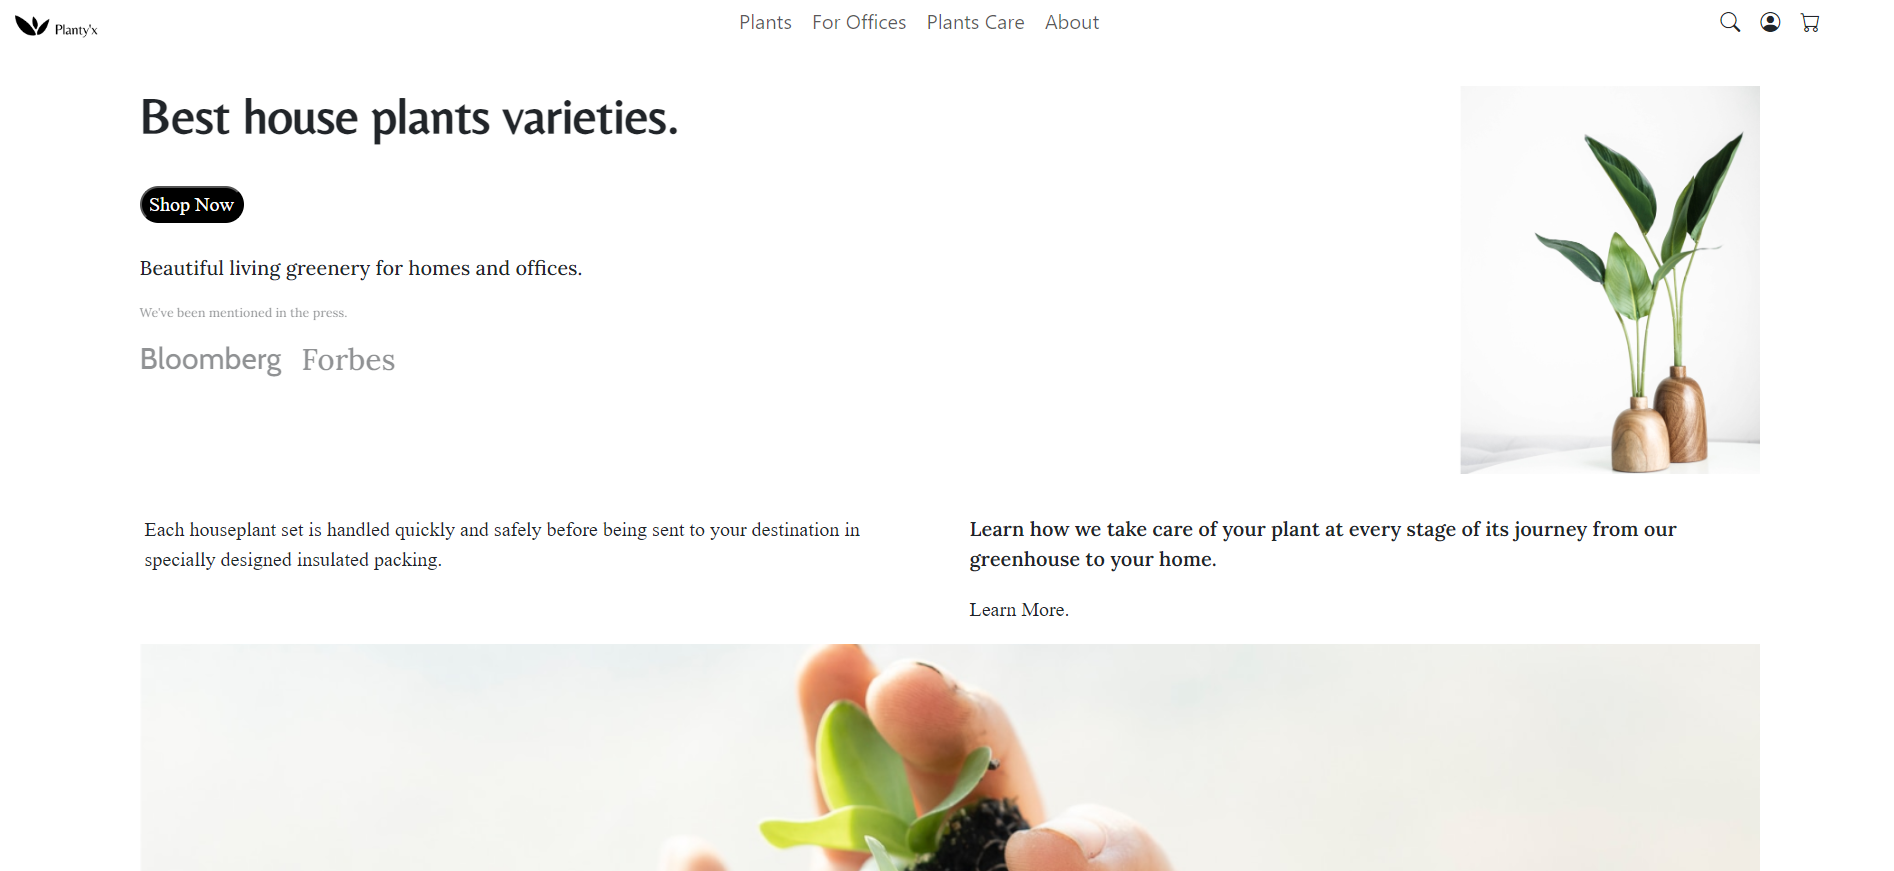 Planty'x
Plants For Offices Plants Care About
Best house plants varieties.
Shop Now
Beautiful living greenery for homes and offices.
We've been mentioned in the press.
Bloomberg Forbes
Each houseplant set is handled quickly and safely before being sent to your destination in
specially designed insulated packing.
Learn how we take care of your plant at every stage of its journey from our
greenhouse to your home.
Learn More.